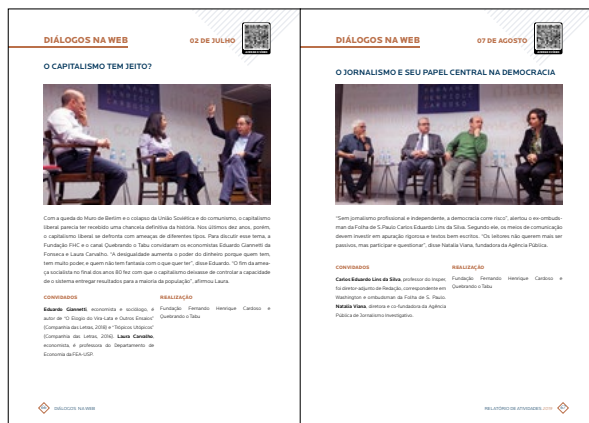 DIÁLOGOS NA WEB
02 DE JULHO
O CAPITALISMO TEM JEITO?
Com a queda do Muro de Berlim e o colapso da União Soviética e do comunismo, o capitalismo
liberal parecia ter recebido uma chancela definitiva da história. Nos últimos dez anos, porém,
o capitalismo liberal se defronta com ameaças de diferentes tipos. Para discutir esse tema, a
Fundação FHC e o canal Quebrando o Tabu convidaram os economistas Eduardo Giannetti da
Fonseca e Laura Carvalho. "A desigualdade aumenta o poder do dinheiro porque quem tem,
tem muito poder, e quem não tem fantasia com o que quer ter", disse Eduardo. "O fim da amea-
ça socialista no final dos anos 80 fez com que o capitalismo deixasse de controlar a capacidade
de o sistema entregar resultados para a maioria da população", afirmou Laura.
CONVIDADOS
Eduardo Giannetti, economista e sociólogo, é
autor de "O Elogio do Vira-Lata e Outros Ensaios"
(Companhia das Letras, 2018) e "Trópicos Utópicos"
(Companhia das Letras, 2016). Laura Carvalho,
economista, é professora do Departamento de
Economia da FEA-USP.
REALIZAÇÃO
Fundação Fernando Henrique Cardoso e
Quebrando o Tabu
DIÁLOGOS NA WEB
DIÁLOGOS NA WEB
07 DE AGOSTO
O JORNALISMO E SEU PAPEL CENTRAL NA DEMOCRACIA
FERNANDO
HENRIQUE
CARDOSO
"Sem jornalismo profissional e independente, a democracia corre risco", alertou o ex-ombuds-
man da Folha de S.Paulo Carlos Eduardo Lins da Silva. Segundo ele, os meios de comunicação
devem investir em apuração rigorosa e textos bem escritos. "Os leitores não querem mais ser
passivos, mas participar e questionar", disse Natalia Viana, fundadora da Agência Pública.
CONVIDADOS
Carlos Eduardo Lins da Silva, professor do Insper,
foi diretor-adjunto de Redação, correspondente em
Washington e ombudsman da Folha de S. Paulo.
Natalia Viana, diretora e co-fundadora da Agência
Pública de Jornalismo Investigativo.
REALIZAÇÃO
Fundação Fernando Henrique Cardoso e
Quebrando o Tabu
RELATÓRIO DE ATIVIDADES 2019